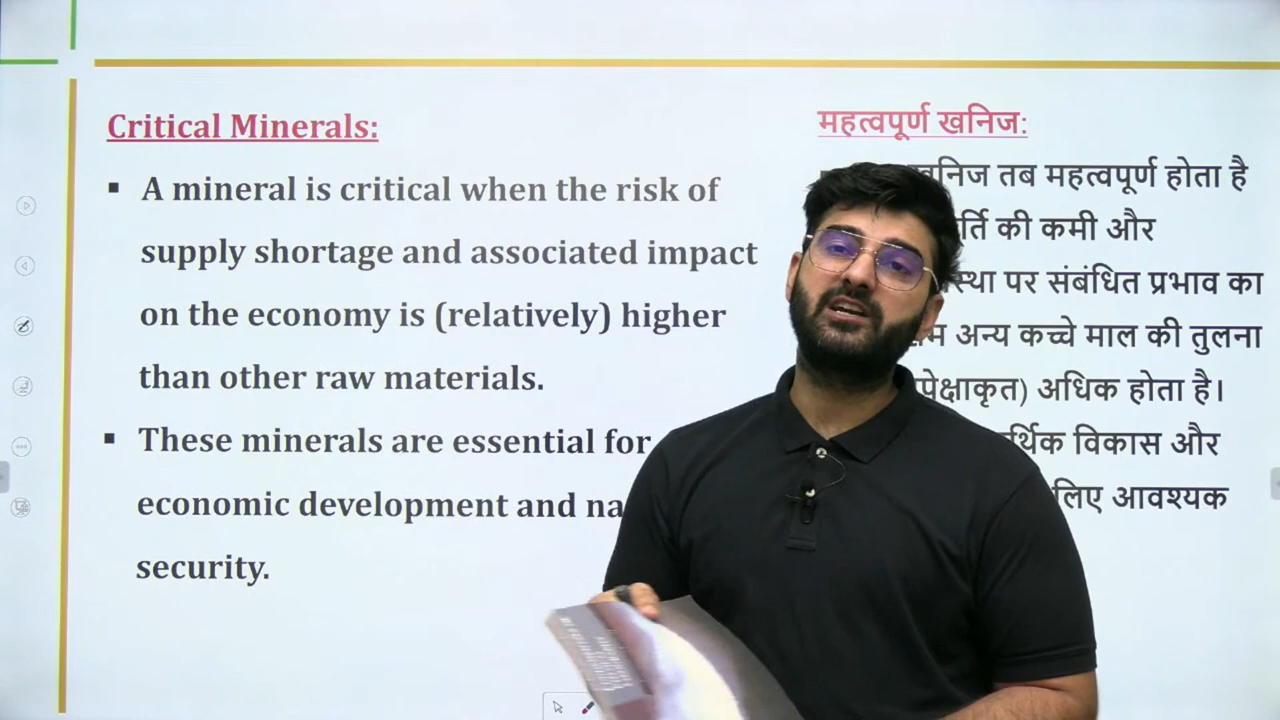 Critical Minerals:
▪ A mineral is critical when the risk of
supply shortage and associated impact
on the economy is (relatively) higher
than other raw materials.
▪ These minerals are essential for
economic development and na
security.
महत्वपूर्ण खनिज:
खनिज तब महत्वपूर्ण होता है
की कमी और
पर संबंधित प्रभाव का
अन्य कच्चे माल की तुलना
अधिक होता है।
विकास और
लिए आवश्यक